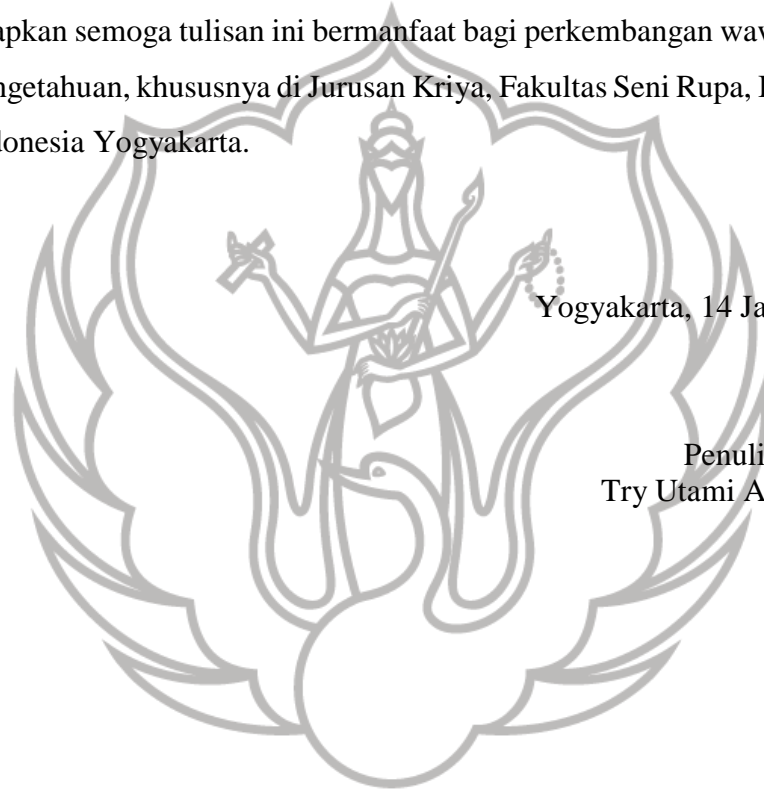 apkan semoga tulisan ini bermanfaat bagi perkembangan wav
ngetahuan, khususnya di Jurusan Kriya, Fakultas Seni Rupa, I
donesia Yogyakarta.
Yogyakarta, 14 Ja
Penuli
Try Utami A